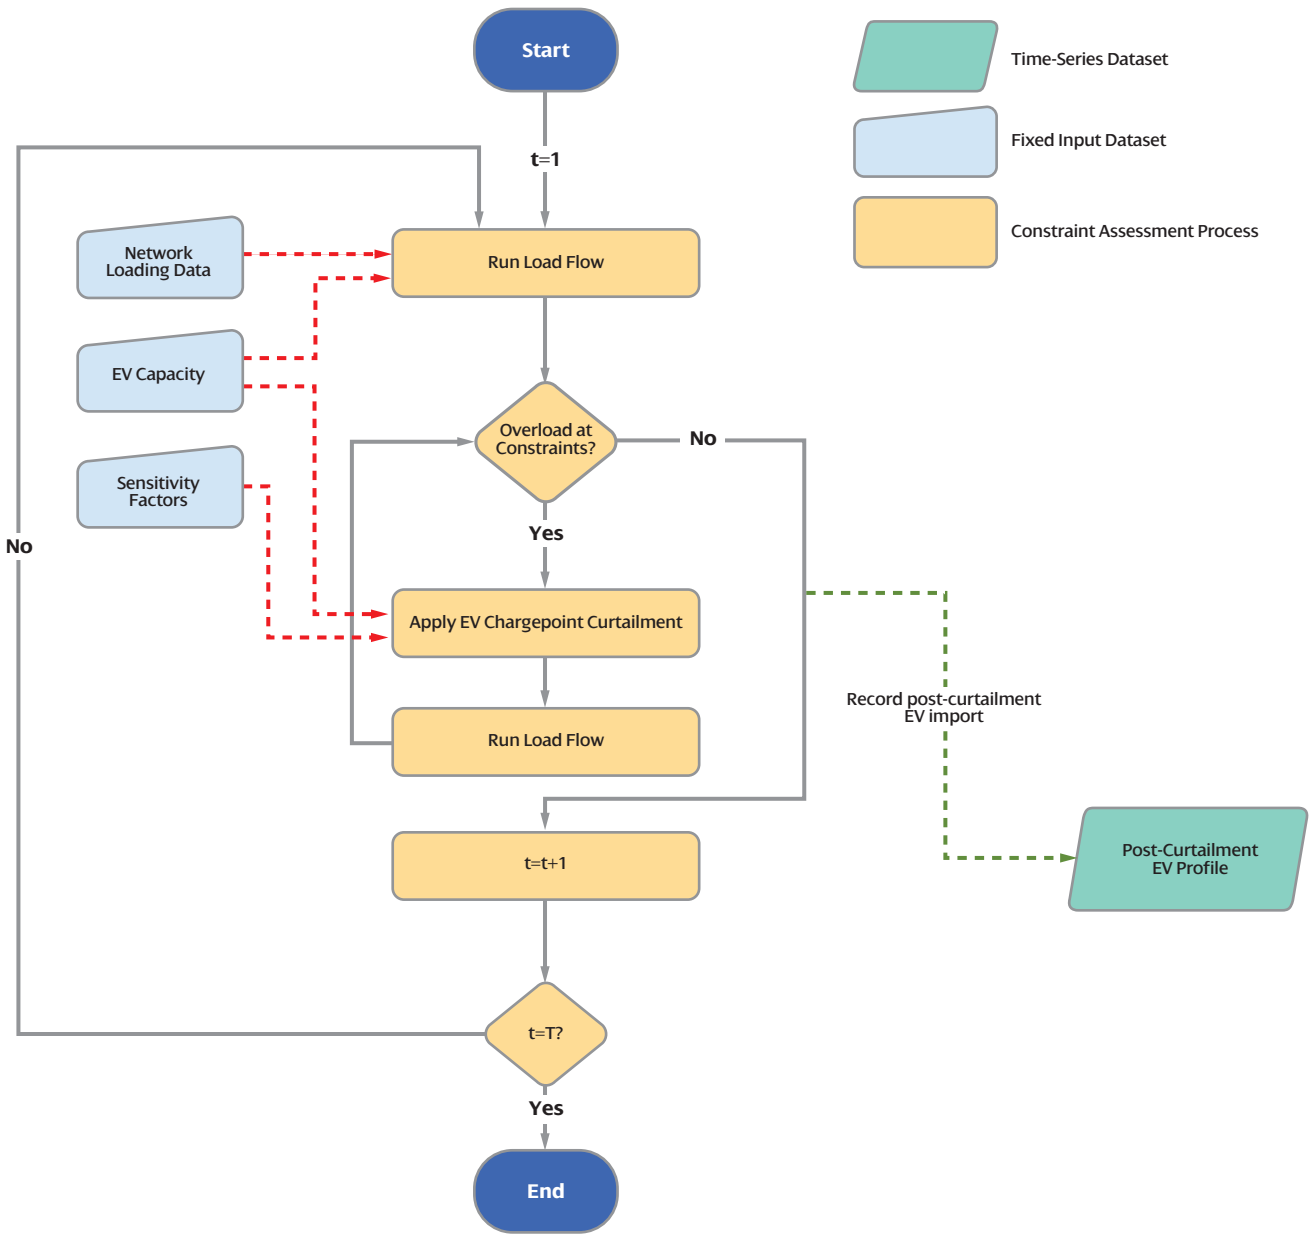 Start
Time-Series Dataset
Fixed Input Dataset
Constraint Assessment Process
t=1
Network
Loading Data
Run Load Flow
EV Capacity
Overload at
Constraints?
No
Sensitivity
Factors
Yes
No
Apply EV Chargepoint Curtailment
Record post-curtailment
EV import
Run Load Flow
t=t+1
Post-Curtailment
EV Profile
t=T?
Yes
End